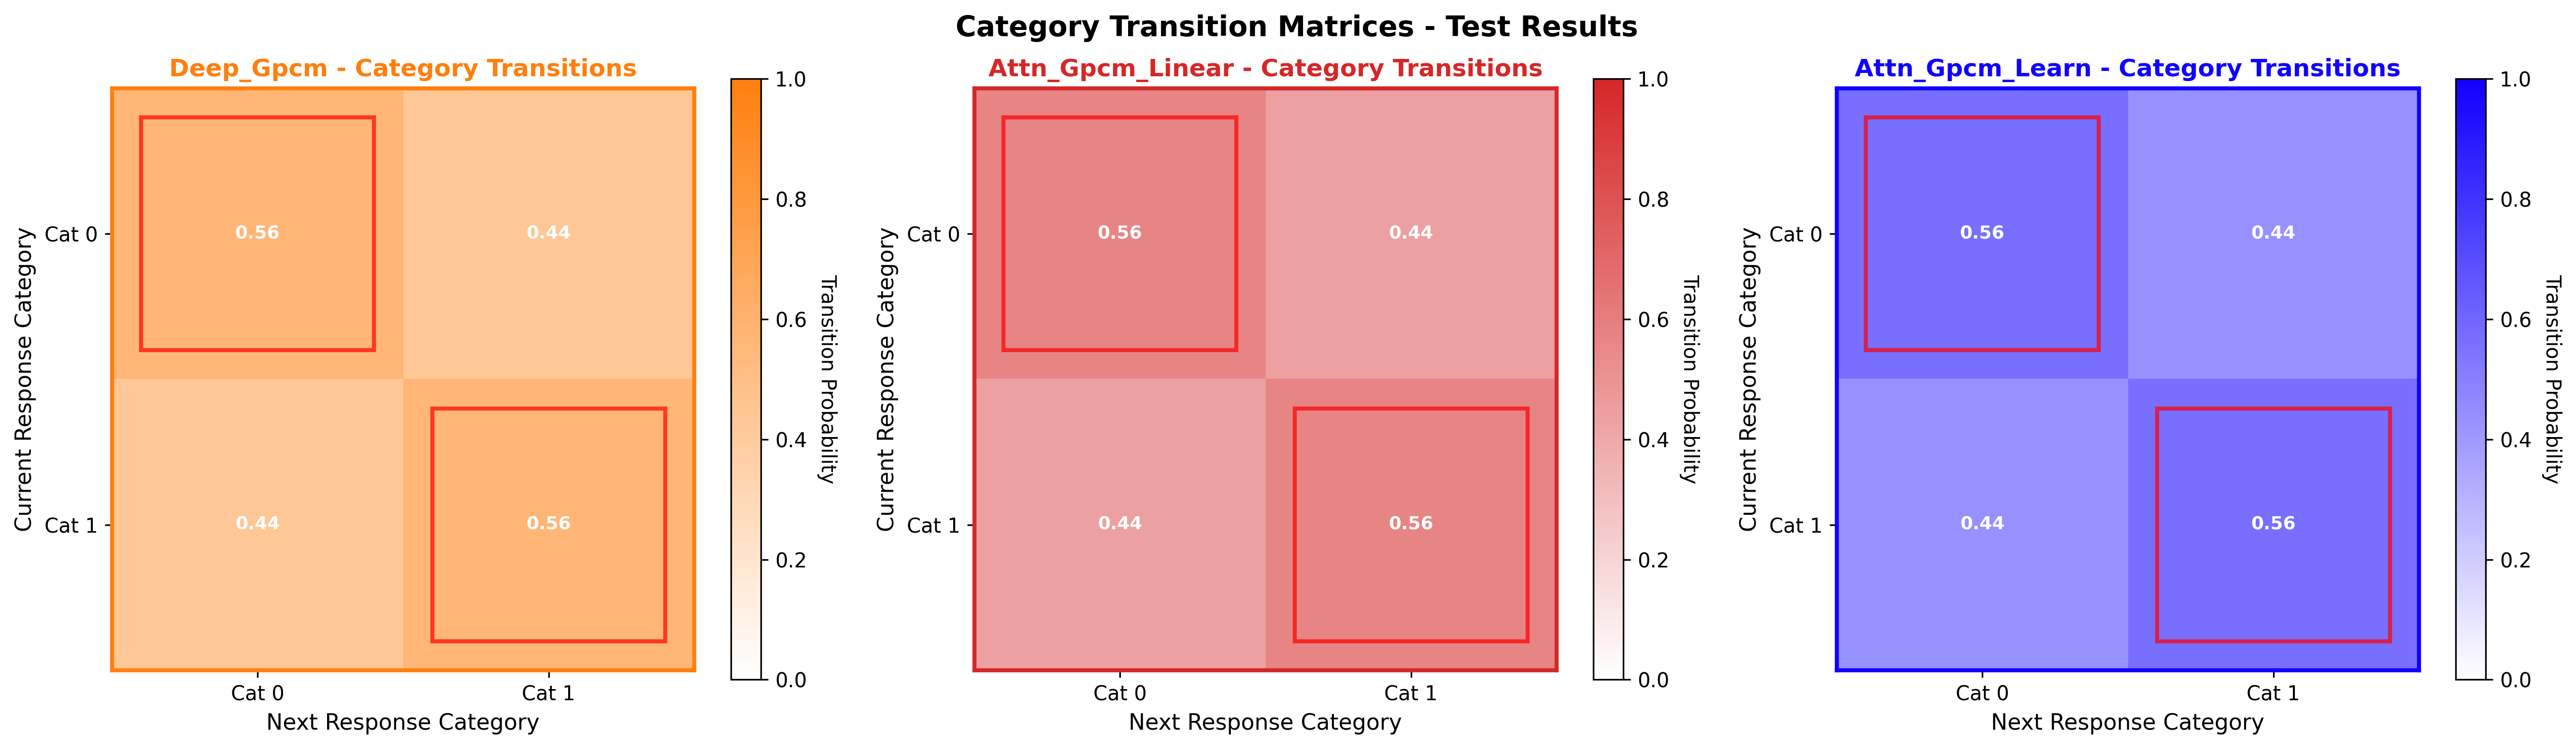 Category Transition Matrices - Test Results
Deep_Gpcm - Category Transitions
Current Response Category
Cat 0
Cat 1
0.56
0.44
0.44
0.56
Cat 0
Cat 1
Next Response Category
1.0
0.8
0.6
0.4
0.2
0.0
Transition Probability
Attn_Gpcm_Linear - Category Transitions
Current Response Category
Cat 0
Cat 1
0.56
0.44
0.44
0.56
Cat 0
Cat 1
Next Response Category
1.0
0.8
0.6
0.4
0.2
0.0
Transition Probability
Attn_Gpcm_Learn - Category Transitions
Current Response Category
Cat 0
Cat 1
0.56
0.44
0.44
0.56
Cat 0
Cat 1
Next Response Category
1.0
0.8
0.6
0.4
0.2
0.0
Transition Probability